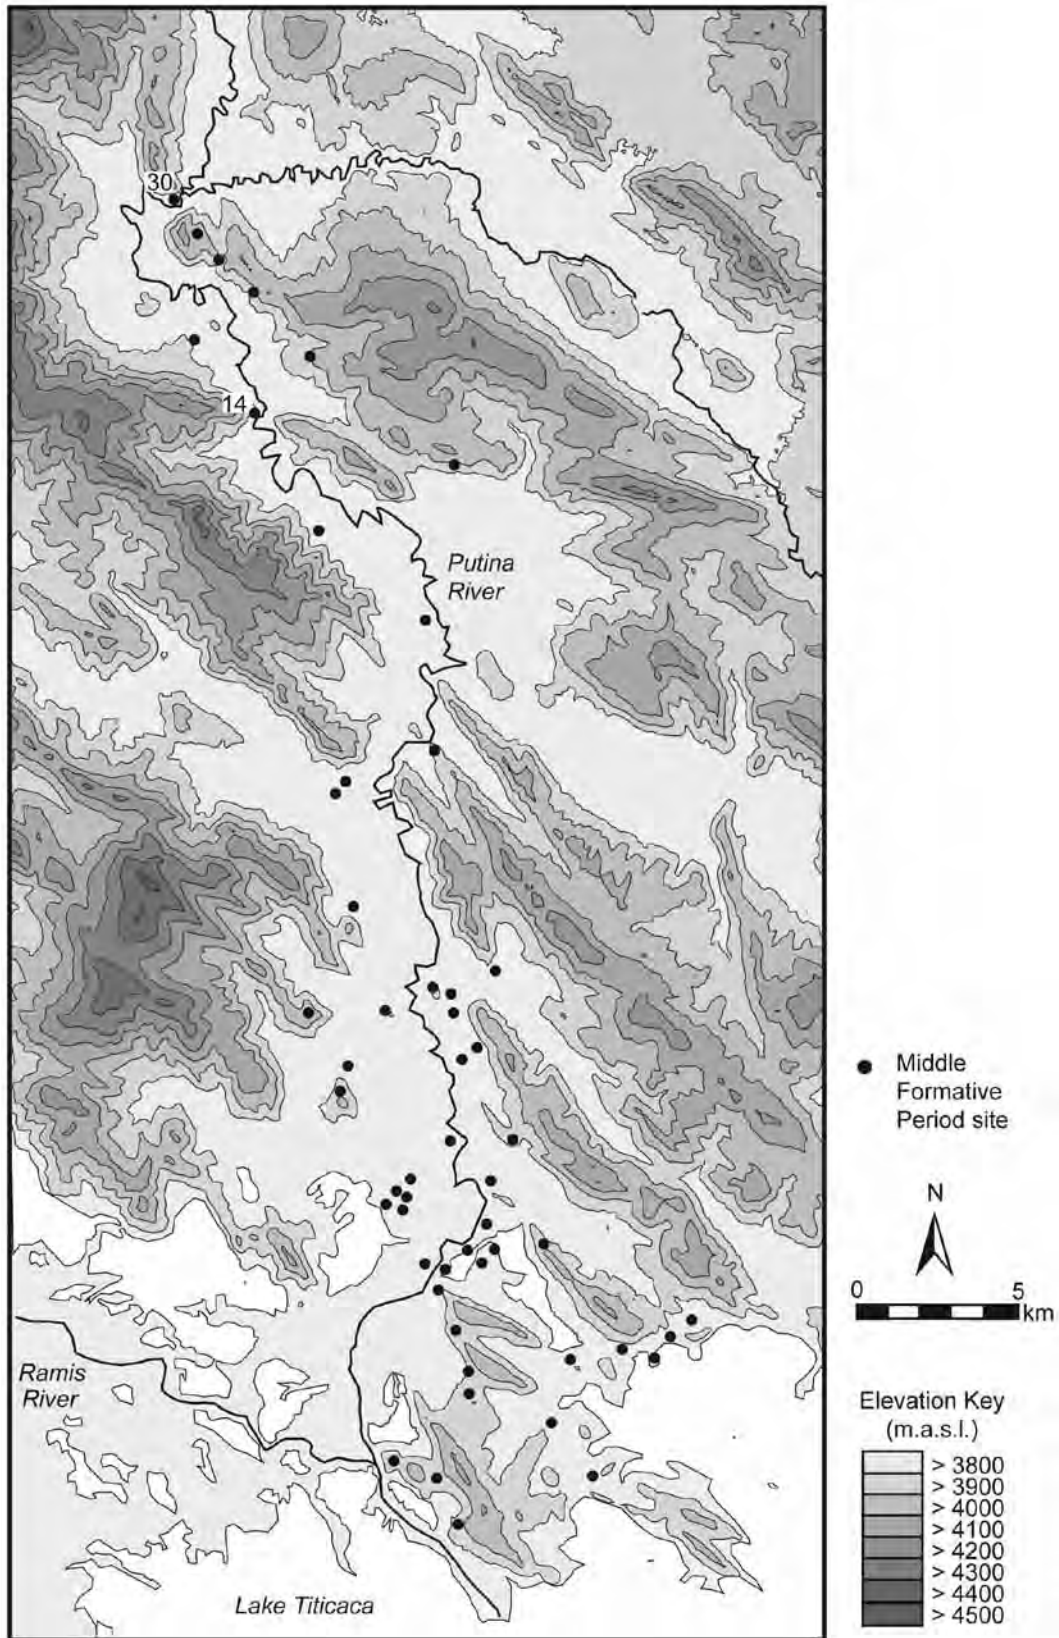 30
14
Putina
River
Middle
Formative
Period site
N
0 5
km
Ramis
River
Elevation Key
(m.a.s.l.)
> 3800
> 3900
> 4000
> 4100
> 4200
> 4300
> 4400
> 4500
Lake Titicaca